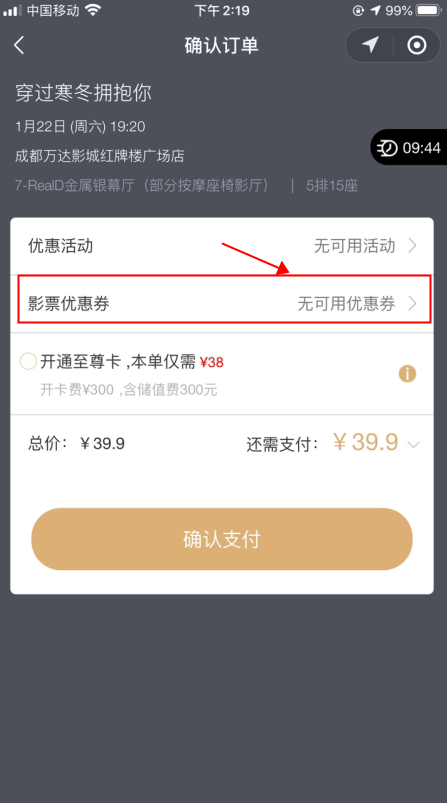 中国移动 下午 2:19 99%
确认订单
穿过寒冬拥抱你
1月22日 (周六) 19:20
09:44
成都万达影城红牌楼广场店
7-RealD金属银幕厅（部分按摩座椅影厅） | 5排15座
优惠活动 无可用活动
影票优惠券 无可用优惠券
开通至尊卡 ,本单仅需 ¥38
开卡费¥300 ,含储值费300元
总价：¥39.9 还需支付：¥39.9
确认支付